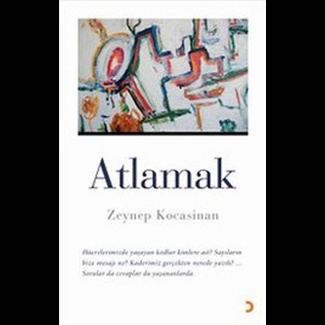 Atlamak
Zeynep Kocasinan
Hücrelerimizde yaşayan kodlar kimlere ait? Sayıların
bize mesajı ne? Kaderimiz gerçekten nerede yazılı? ...
Sorular da cevaplar da yaşananlarda.